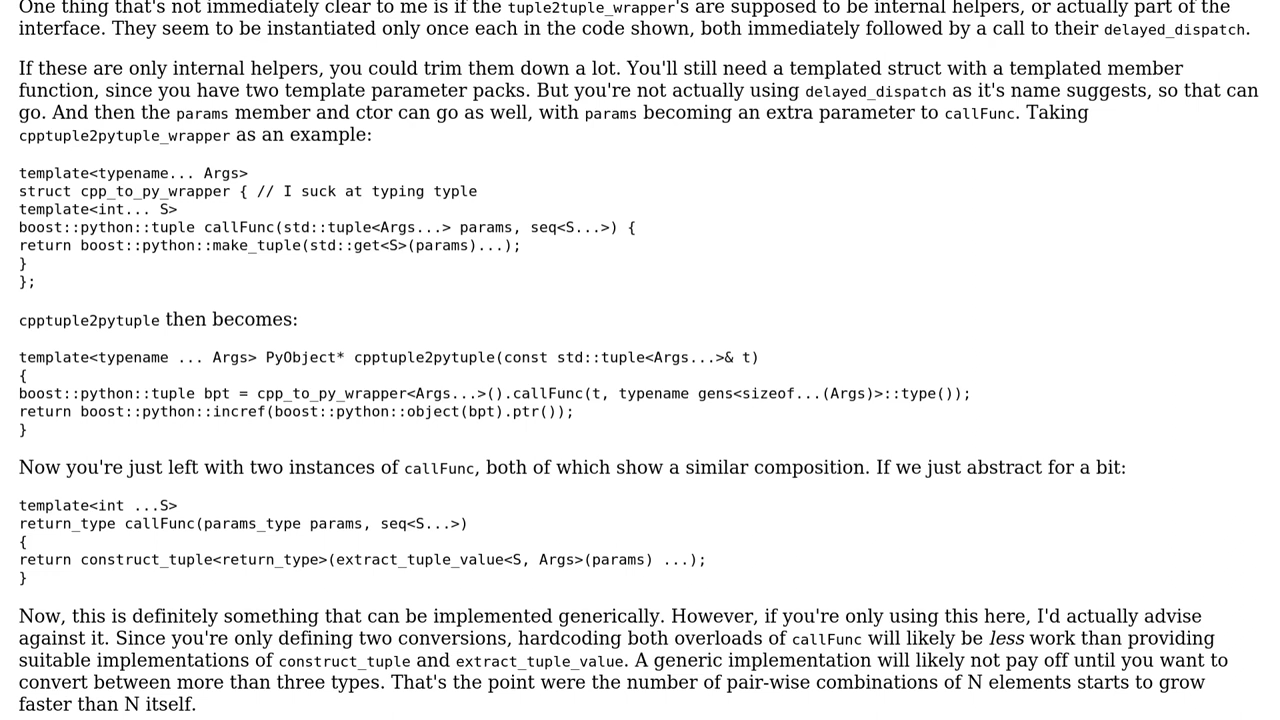 One thing that's not immediately clear to me is if the tuple2tuple_wrapper's are supposed to be internal helpers, or actually part of the
interface. They seem to be instantiated only once each in the code shown, both immediately followed by a call to their delayed_dispatch.
If these are only internal helpers, you could trim them down a lot. You'll still need a templated struct with a templated member
function, since you have two template parameter packs. But you're not actually using delayed_dispatch as it's name suggests, so that can
go. And then the params member and ctor can go as well, with params becoming an extra parameter to callFunc. Taking
cpptuple2pytuple_wrapper as an example:
template<typename... Args>
struct cpp_to_py_wrapper { // I suck at typing typle
template<int... S>
boost::python::tuple callFunc(std::tuple<Args...> params, seq<S...>) {
return boost::python::make_tuple(std::get<S>(params)...);
}
};
cpptuple2pytuple then becomes:
template<typename ... Args> PyObject* cpptuple2pytuple(const std::tuple<Args...>& t)
{
boost::python::tuple bpt = cpp_to_py_wrapper<Args...>().callFunc(t, typename gens<sizeof...(Args)>::type());
return boost::python::incref(boost::python::object(bpt).ptr());
}
Now you're just left with two instances of callFunc, both of which show a similar composition. If we just abstract for a bit:
template<int ...S>
return_type callFunc(params_type params, seq<S...>)
{
return construct_tuple<return_type>(extract_tuple_value<S, Args>(params) ...);
}
Now, this is definitely something that can be implemented generically. However, if you're only using this here, I'd actually advise
against it. Since you're only defining two conversions, hardcoding both overloads of callFunc will likely be less work than providing
suitable implementations of construct_tuple and extract_tuple_value. A generic implementation will likely not pay off until you want to
convert between more than three types. That's the point were the number of pair-wise combinations of N elements starts to grow
faster than N itself.